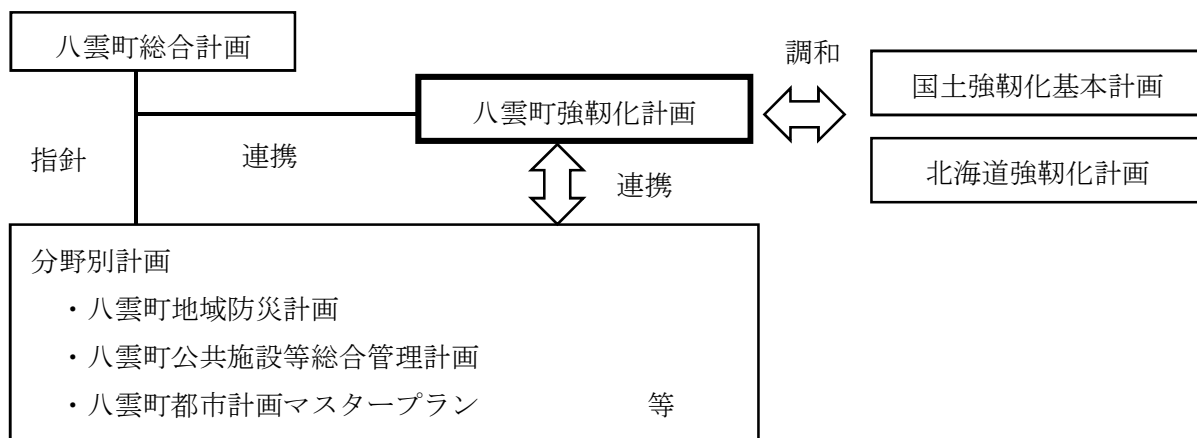 八雲町総合計画
調和
国土強靭化基本計画
八雲町強靭化計画
北海道強靭化計画
指針
連携
連携
分野別計画
・八雲町地域防災計画
・八雲町公共施設等総合管理計画
・八雲町都市計画マスタープラン 等